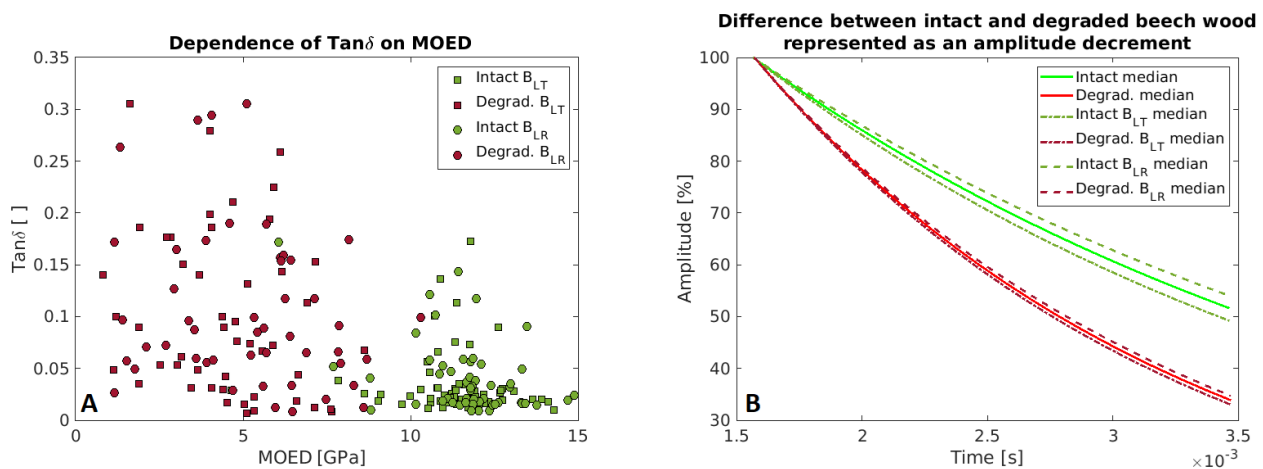 Dependence of Tanδ on MOED
0.35
0.3
0.25
0.2
0.15
0.1
0.05
0
Tanδ [ ]
Intact B_LT
Degrad. B_LT
Intact B_LR
Degrad. B_LR
A
0 5 10 15
MOED [GPa]
Difference between intact and degraded beech wood
represented as an amplitude decrement
100
90
80
70
60
50
40
30
Amplitude [%]
Intact median
Degrad. median
Intact B_LT median
Degrad. B_LT median
Intact B_LR median
Degrad. B_LR median
B
1.5 2 2.5 3 3.5
Time [s]
×10⁻³